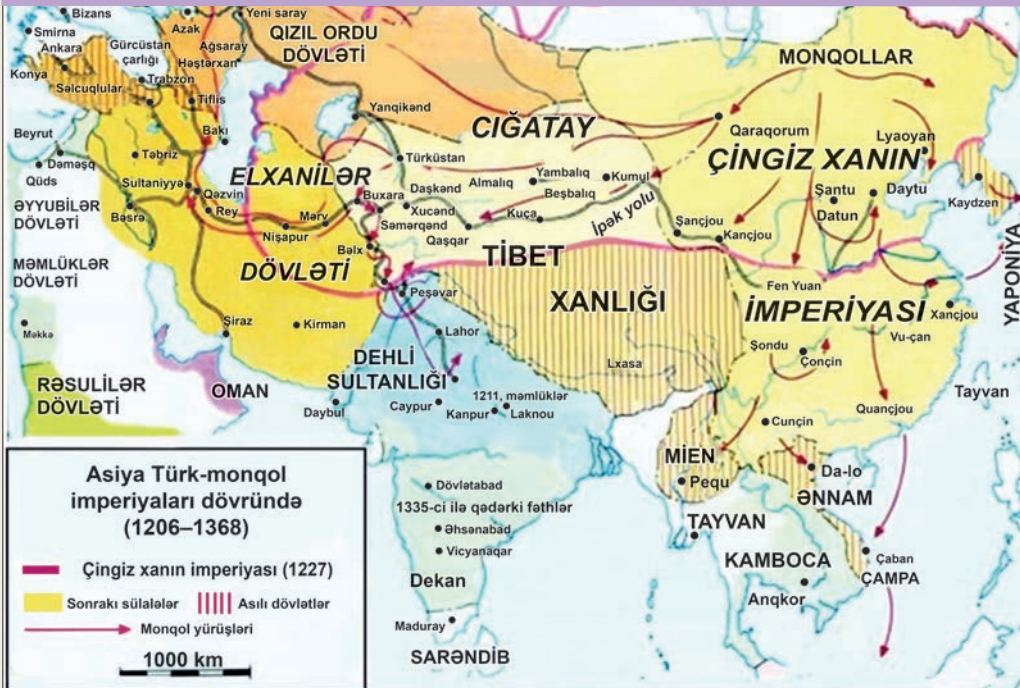 Bizans
Smirna
Ankara
Konya
Səlcuqlular
Gürcüstan
çarlığı
Trabzon
Azak
Yeni saray
Ağsaray
Həştərxan
Tiflis
Bakı
QIZIL ORDU
DÖVLƏTİ
Yanqikənd
MONQOLLAR
CIĞATAY
Qaraqorum
Lyaoyan
ÇİNGİZ XANIN
Beyrut
Dəməşq
Qüds
Təbriz
Sultaniyyə
Qəzvin
Rey
ELXANİLƏR
Türküstan
Buxara
Daşkənd
Almalıq
Yambalıq
Beşbalıq
Kumul
Xucənd
Səmərqənd
Qaşqar
Kuça
İpək yolu
Sançjou
Kançjou
Şantu
Datun
Daytu
Kaydzen
ƏYYUBİLƏR
DÖVLƏTİ
Bəsrə
Mərv
Nişapur
Bəlx
MƏMLÜKLƏR
DÖVLƏTİ
DÖVLƏTİ
TİBET
XANLIĞI
Peşəvar
Fen Yuan
İMPERİYASI
Xançjou
YAPONİYA
Məkkə
Şiraz
Kirman
Lahor
Vu-çan
Şondu
Çonçin
DEHLİ
SULTANLIĞI
Lxasa
RƏSULİLƏR
DÖVLƏTİ
OMAN
Daybul
Caypur
Kanpur
1211, məmlüklər
Laknou
Tayvan
Quançjou
Cunçin
MİEN
Pequ
Da-lo
ƏNNAM
Dövlətabad
1335-ci ilə qədərki fəthlər
Əhsənabad
Vicyanaqar
Dekan
TAYVAN
KAMBOCA
Anqkor
Çaban
ÇAMPA
Maduray
SARƏNDİB
Asiya Türk-monqol
imperiyaları dövründə
(1206–1368)
Çingiz xanın imperiyası (1227)
Sonrakı sülalələr
Asılı dövlətlər
Monqol yürüşləri
1000 km